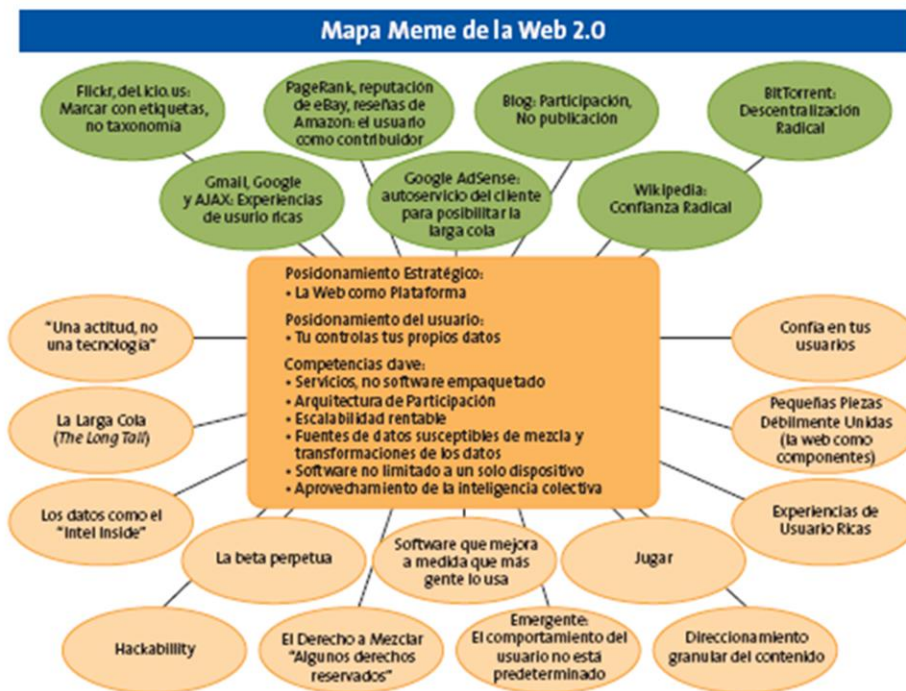 Mapa Meme de la Web 2.0
Flickr, del.icio.us:
Marcar con etiquetas,
no taxonomía
PageRank, reputación
de eBay, reseñas de
Amazon: el usuario
como contribuidor
Blog: Participación,
No publicación
BitTorrent:
Descentralización
Radical
Gmail, Google
y AJAX: Experiencias
de usurio ricas
Google AdSense:
autoservicio del cliente
para posibilitar la
larga cola
Wikipedia:
Confianza Radical
Posicionamiento Estratégico:
• La Web como Plataforma
Posicionamiento del usuario:
• Tu controlas tus propios datos
Competencias clave:
• Servicios, no software empaquetado
• Arquitectura de Participación
• Escalabilidad rentable
• Fuentes de datos susceptibles de mezcla y
transformaciones de los datos
• Software no limitado a un solo dispositivo
• Aprovechamiento de la inteligencia colectiva
"Una actitud, no
una tecnología"
Confía en tus
usuarios
La Larga Cola
(The Long Tail)
Pequeñas Piezas
Débilmente Unidas
(la web como
componentes)
Los datos como el
"Intel Inside"
Experiencias de
Usuario Ricas
La beta perpetua
Software que mejora
a medida que más
gente lo usa
Jugar
Hackability
El Derecho a Mezclar
"Algunos derechos
reservados"
Emergente:
El comportamiento del
usuario no está
predeterminado
Direccionamiento
granular del contenido